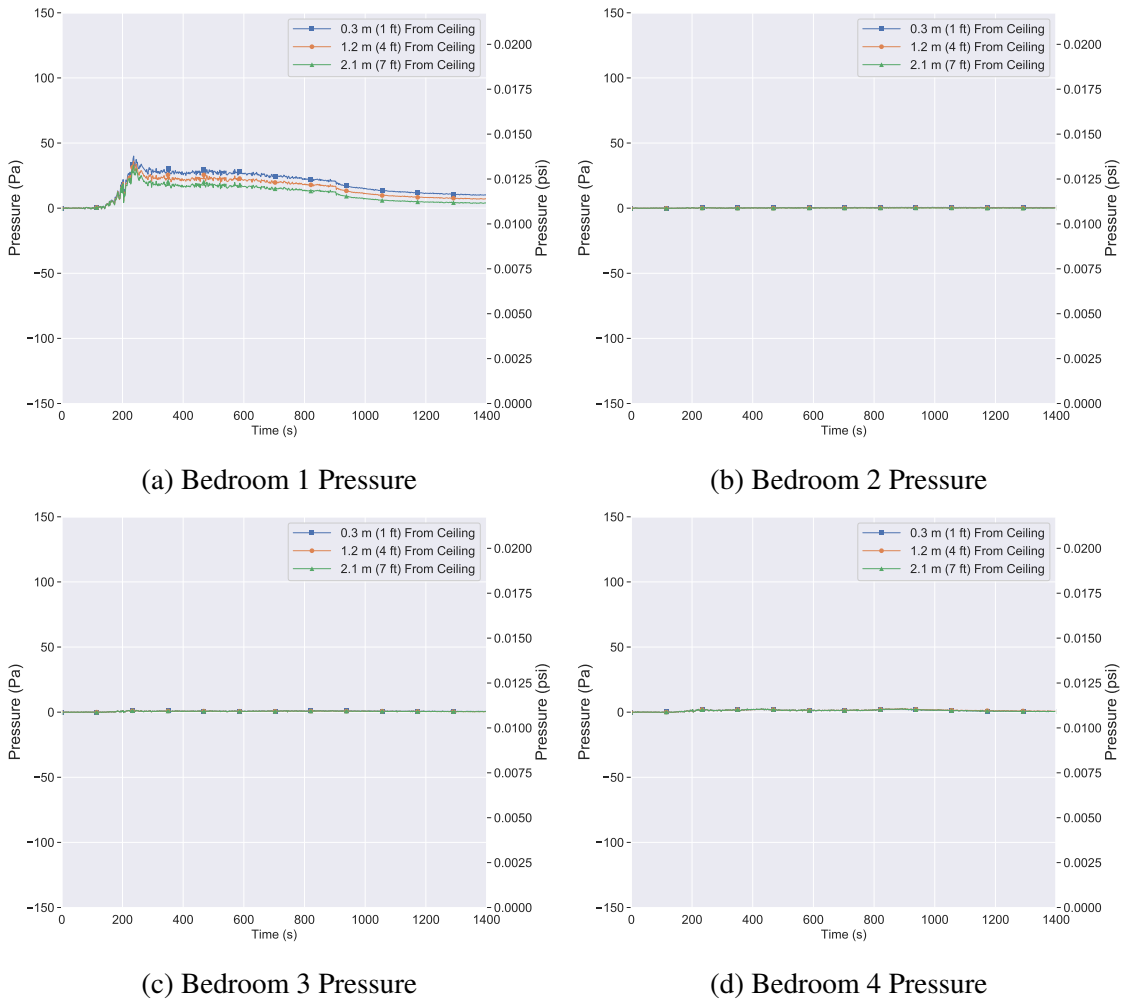 150
100
50
0
−50
−100
−150
Pressure (Pa)
0.0200
0.0175
0.0150
0.0125
0.0100
0.0075
0.0050
0.0025
0.0000
Pressure (psi)
0.3 m (1 ft) From Ceiling
1.2 m (4 ft) From Ceiling
2.1 m (7 ft) From Ceiling
0 200 400 600 800 1000 1200 1400
Time (s)
(a) Bedroom 1 Pressure
150
100
50
0
−50
−100
−150
Pressure (Pa)
0.0200
0.0175
0.0150
0.0125
0.0100
0.0075
0.0050
0.0025
0.0000
Pressure (psi)
0.3 m (1 ft) From Ceiling
1.2 m (4 ft) From Ceiling
2.1 m (7 ft) From Ceiling
0 200 400 600 800 1000 1200 1400
Time (s)
(b) Bedroom 2 Pressure
150
100
50
0
−50
−100
−150
Pressure (Pa)
0.0200
0.0175
0.0150
0.0125
0.0100
0.0075
0.0050
0.0025
0.0000
Pressure (psi)
0.3 m (1 ft) From Ceiling
1.2 m (4 ft) From Ceiling
2.1 m (7 ft) From Ceiling
0 200 400 600 800 1000 1200 1400
Time (s)
(c) Bedroom 3 Pressure
150
100
50
0
−50
−100
−150
Pressure (Pa)
0.0200
0.0175
0.0150
0.0125
0.0100
0.0075
0.0050
0.0025
0.0000
Pressure (psi)
0.3 m (1 ft) From Ceiling
1.2 m (4 ft) From Ceiling
2.1 m (7 ft) From Ceiling
0 200 400 600 800 1000 1200 1400
Time (s)
(d) Bedroom 4 Pressure